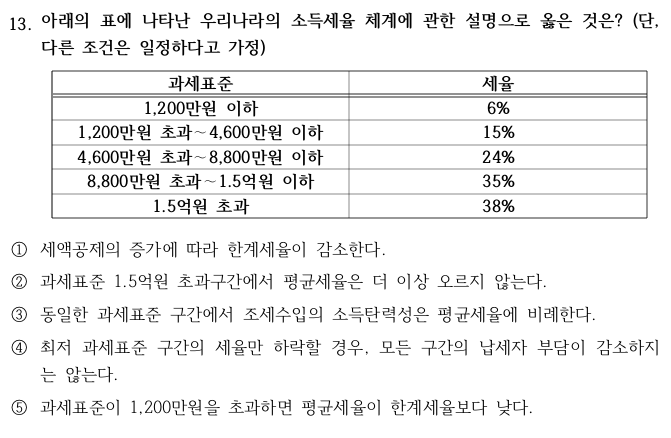 13. 아래의 표에 나타난 우리나라의 소득세율 체계에 관한 설명으로 옳은 것은? (단,
다른 조건은 일정하다고 가정)
과세표준 세율
1,200만원 이하 6%
1,200만원 초과~4,600만원 이하 15%
4,600만원 초과~8,800만원 이하 24%
8,800만원 초과~1.5억원 이하 35%
1.5억원 초과 38%
① 세액공제의 증가에 따라 한계세율이 감소한다.
② 과세표준 1.5억원 초과구간에서 평균세율은 더 이상 오르지 않는다.
③ 동일한 과세표준 구간에서 조세수입의 소득탄력성은 평균세율에 비례한다.
④ 최저 과세표준 구간의 세율만 하락할 경우, 모든 구간의 납세자 부담이 감소하지
는 않는다.
⑤ 과세표준이 1,200만원을 초과하면 평균세율이 한계세율보다 낮다.